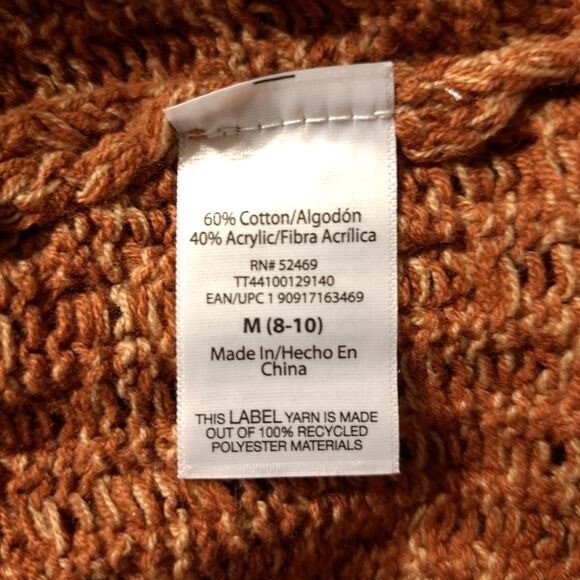 60% Cotton/Algodón
40% Acrylic/Fibra Acrílica
RN# 52469
TT44100129140
EAN/UPC 1 90917163469
M (8-10)
Made In/Hecho En
China
THIS LABEL YARN IS MADE
OUT OF 100% RECYCLED
POLYESTER MATERIALS